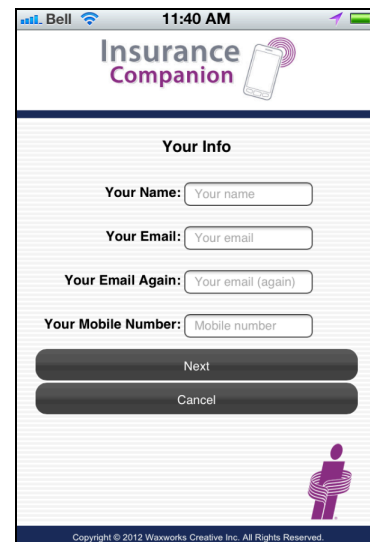 Bell 11:40 AM
Insurance
Companion
Your Info
Your Name: Your name
Your Email: Your email
Your Email Again: Your email (again)
Your Mobile Number: Mobile number
Next
Cancel
Copyright © 2012 Waxworks Creative Inc. All Rights Reserved.